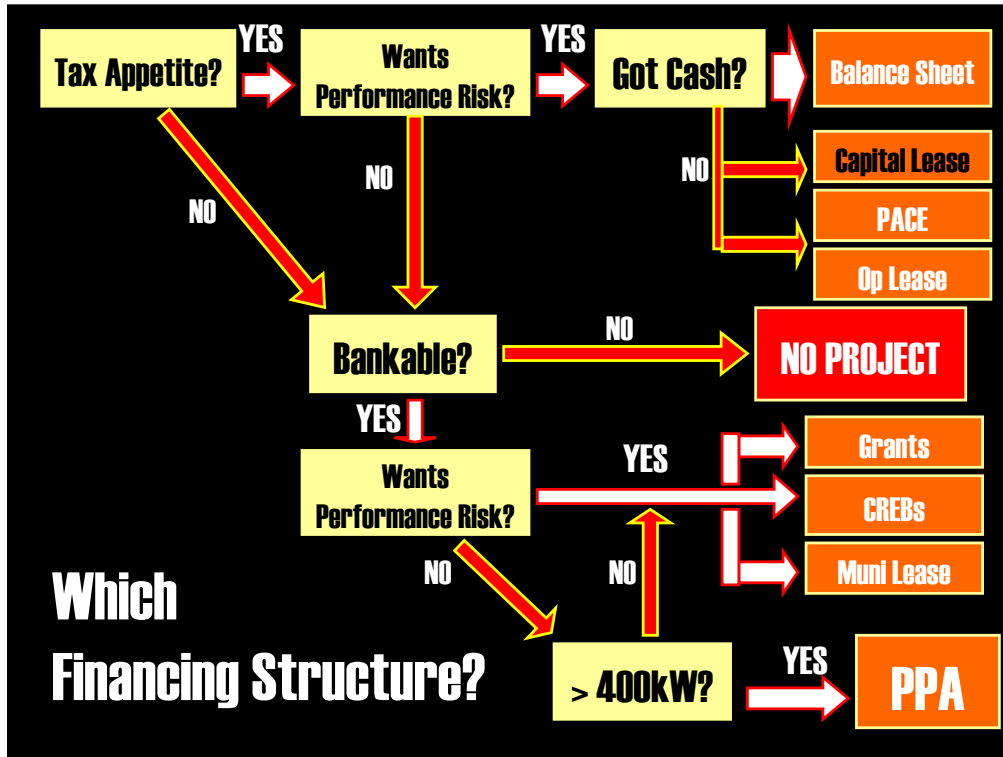 Tax Appetite?
YES
Wants
Performance Risk?
YES
Got Cash?
Balance Sheet
NO
NO
NO
Capital Lease
PACE
Op Lease
Bankable?
NO
NO PROJECT
YES
Wants
Performance Risk?
YES
Grants
CREBs
Muni Lease
NO
NO
Which
Financing Structure?
> 400kW?
YES
PPA